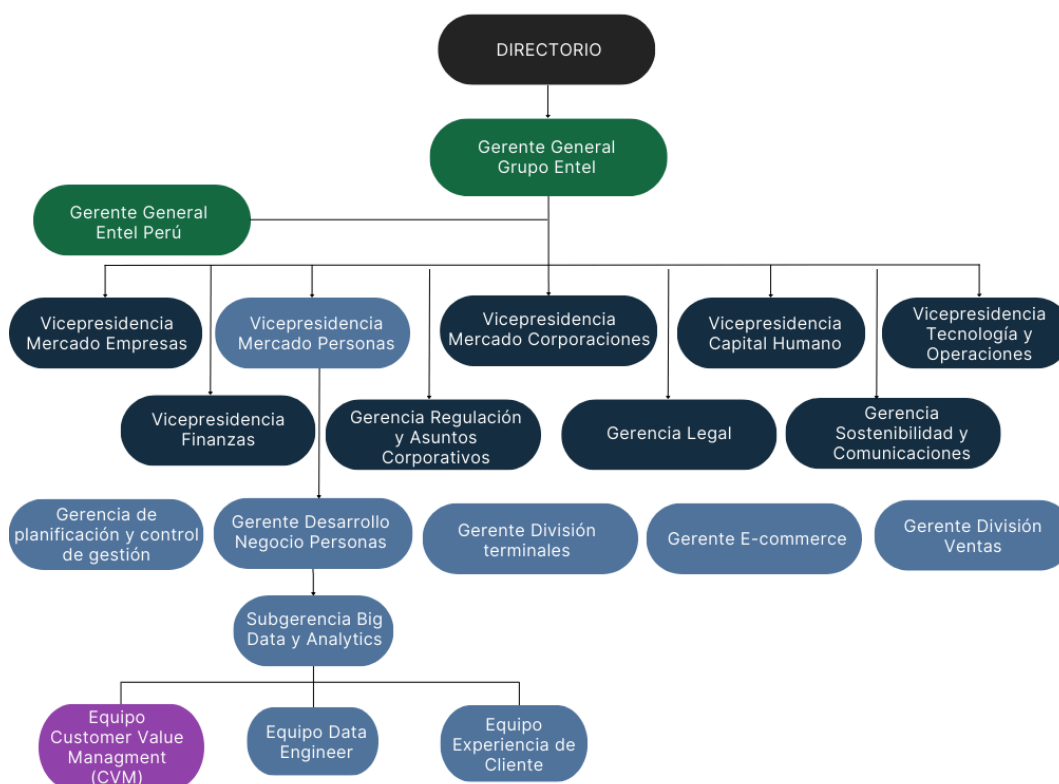 DIRECTORIO
Gerente General
Grupo Entel
Gerente General
Entel Perú
Vicepresidencia
Mercado Empresas
Vicepresidencia
Mercado Personas
Vicepresidencia
Mercado Corporaciones
Vicepresidencia
Capital Humano
Vicepresidencia
Tecnología y
Operaciones
Vicepresidencia
Finanzas
Gerencia Regulación
y Asuntos
Corporativos
Gerencia Legal
Gerencia
Sostenibilidad y
Comunicaciones
Gerencia de
planificación y control
de gestión
Gerente Desarrollo
Negocio Personas
Gerente División
terminales
Gerente E-commerce
Gerente División
Ventas
Subgerencia Big
Data y Analytics
Equipo
Customer Value
Managment
(CVM)
Equipo Data
Engineer
Equipo
Experiencia de
Cliente